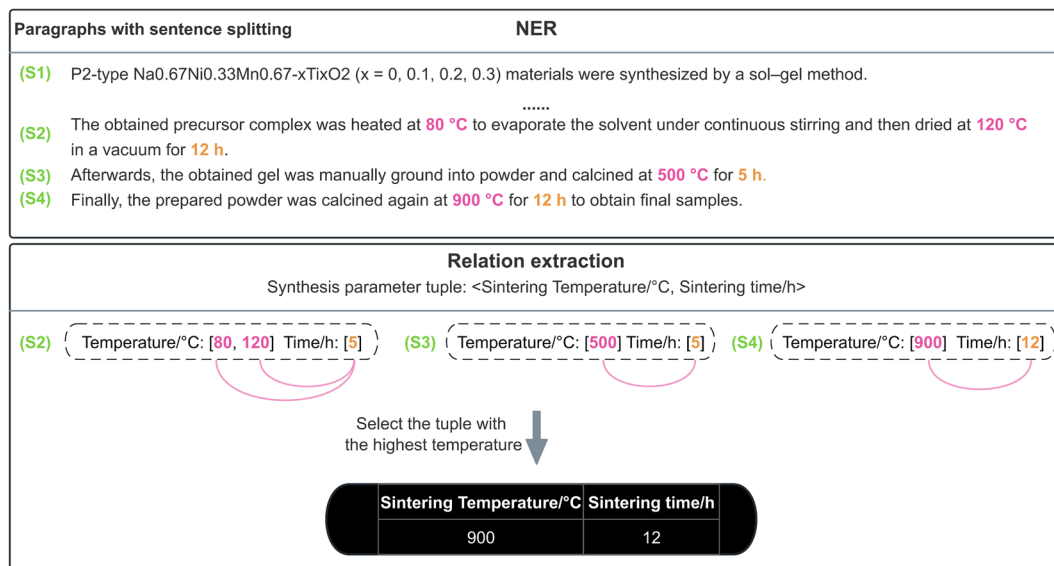 Paragraphs with sentence splitting NER
(S1) P2-type Na0.67Ni0.33Mn0.67-xTixO2 (x = 0, 0.1, 0.2, 0.3) materials were synthesized by a sol–gel method.
......
(S2) The obtained precursor complex was heated at 80 °C to evaporate the solvent under continuous stirring and then dried at 120 °C
in a vacuum for 12 h.
(S3) Afterwards, the obtained gel was manually ground into powder and calcined at 500 °C for 5 h.
(S4) Finally, the prepared powder was calcined again at 900 °C for 12 h to obtain final samples.
Relation extraction
Synthesis parameter tuple: <Sintering Temperature/°C, Sintering time/h>
(S2) Temperature/°C: [80, 120] Time/h: [5] (S3) Temperature/°C: [500] Time/h: [5] (S4) Temperature/°C: [900] Time/h: [12]
Select the tuple with
the highest temperature
Sintering Temperature/°C Sintering time/h
900 12